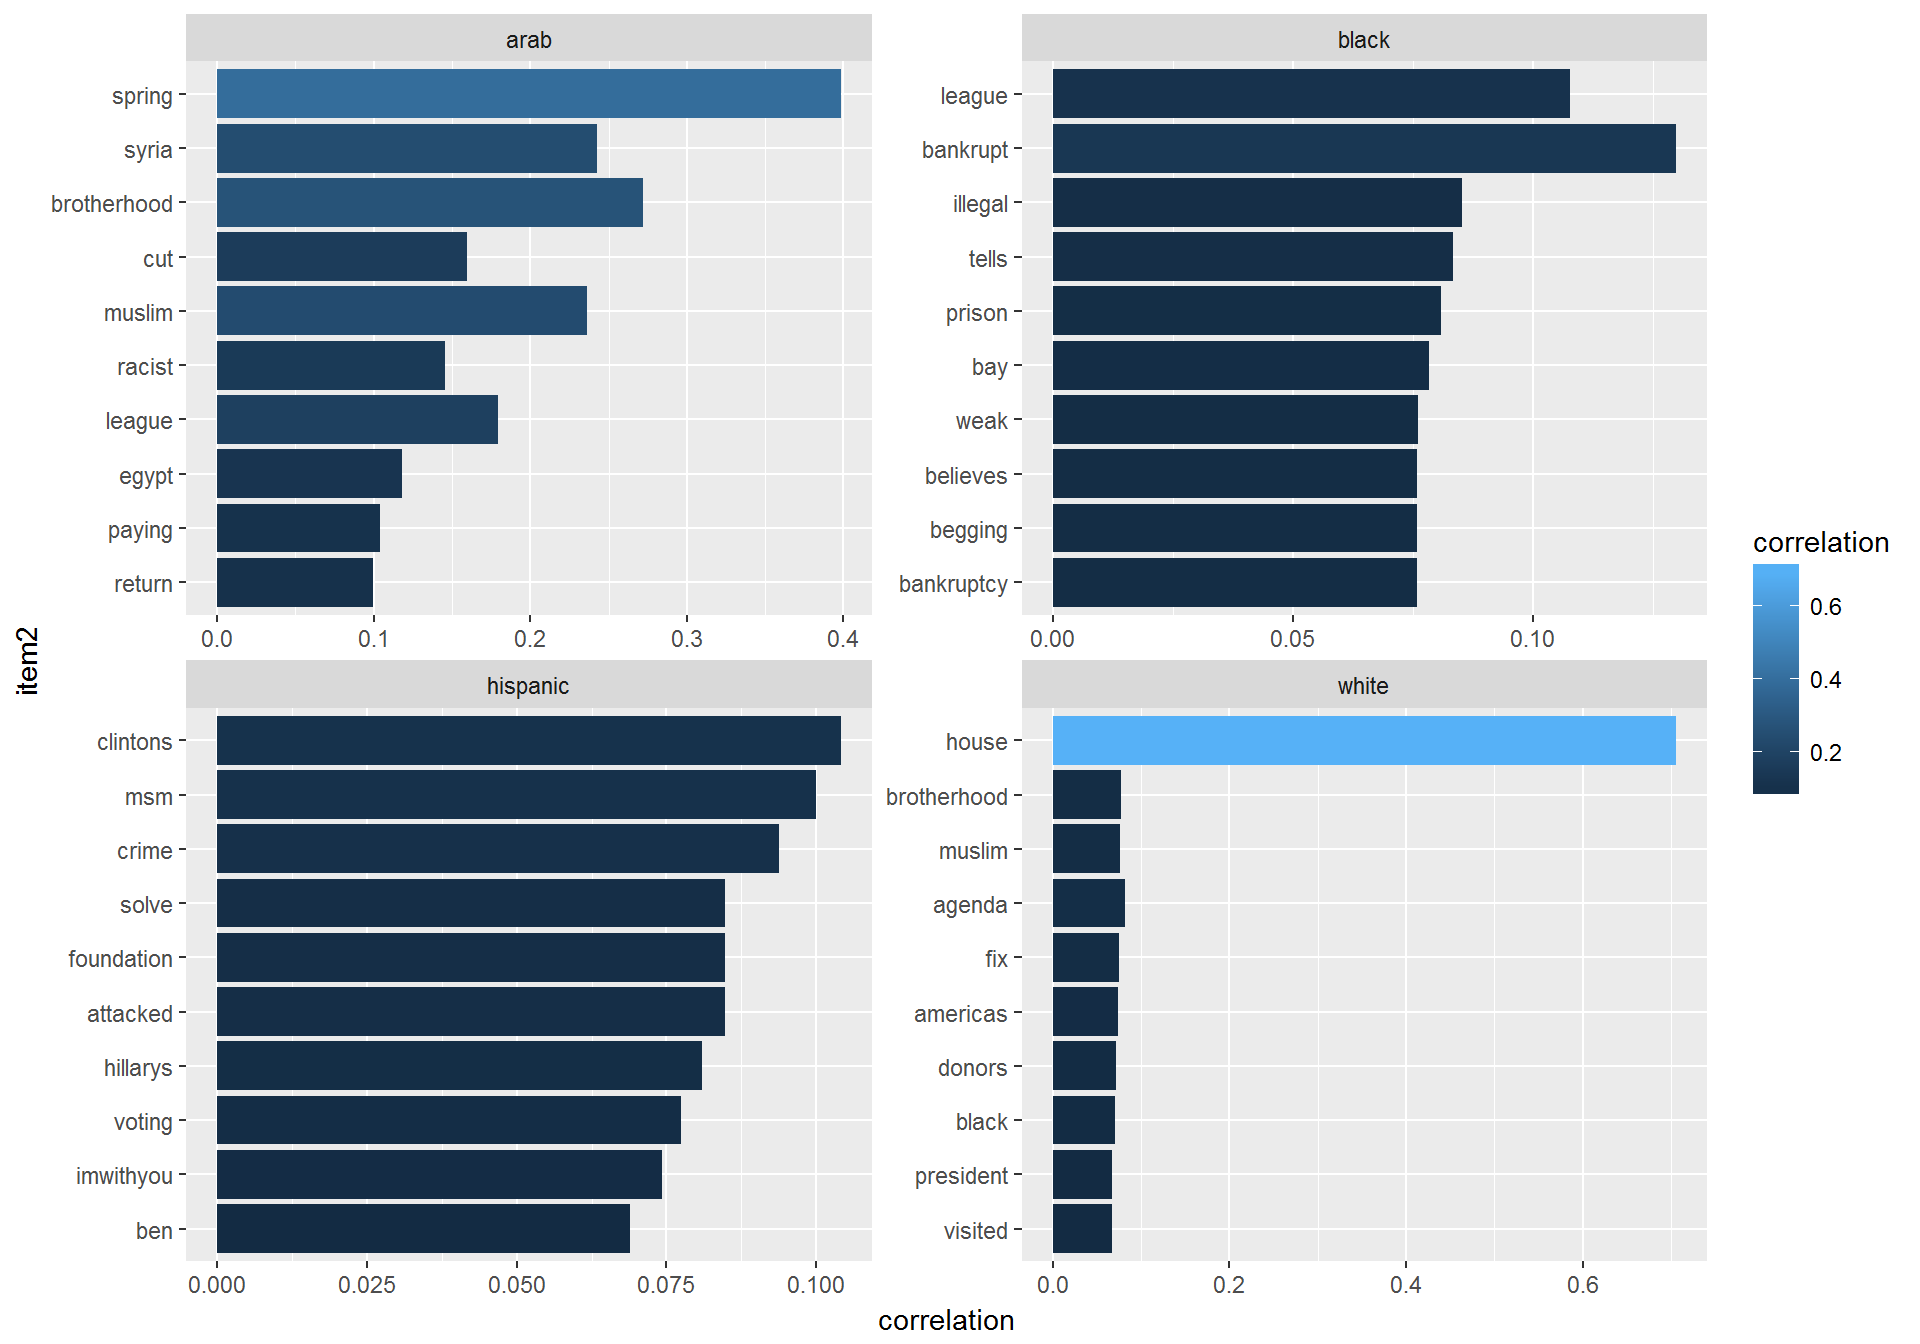 arab
spring
syria
brotherhood
cut
muslim
racist
league
egypt
paying
return
0.0 0.1 0.2 0.3 0.4
black
league
bankrupt
illegal
tells
prison
bay
weak
believes
begging
bankruptcy
0.00 0.05 0.10
hispanic
clintons
msm
crime
solve
foundation
attacked
hillarys
voting
imwithyou
ben
0.000 0.025 0.050 0.075 0.100
white
house
brotherhood
muslim
agenda
fix
americas
donors
black
president
visited
0.0 0.2 0.4 0.6
item2
correlation
correlation
0.6
0.4
0.2